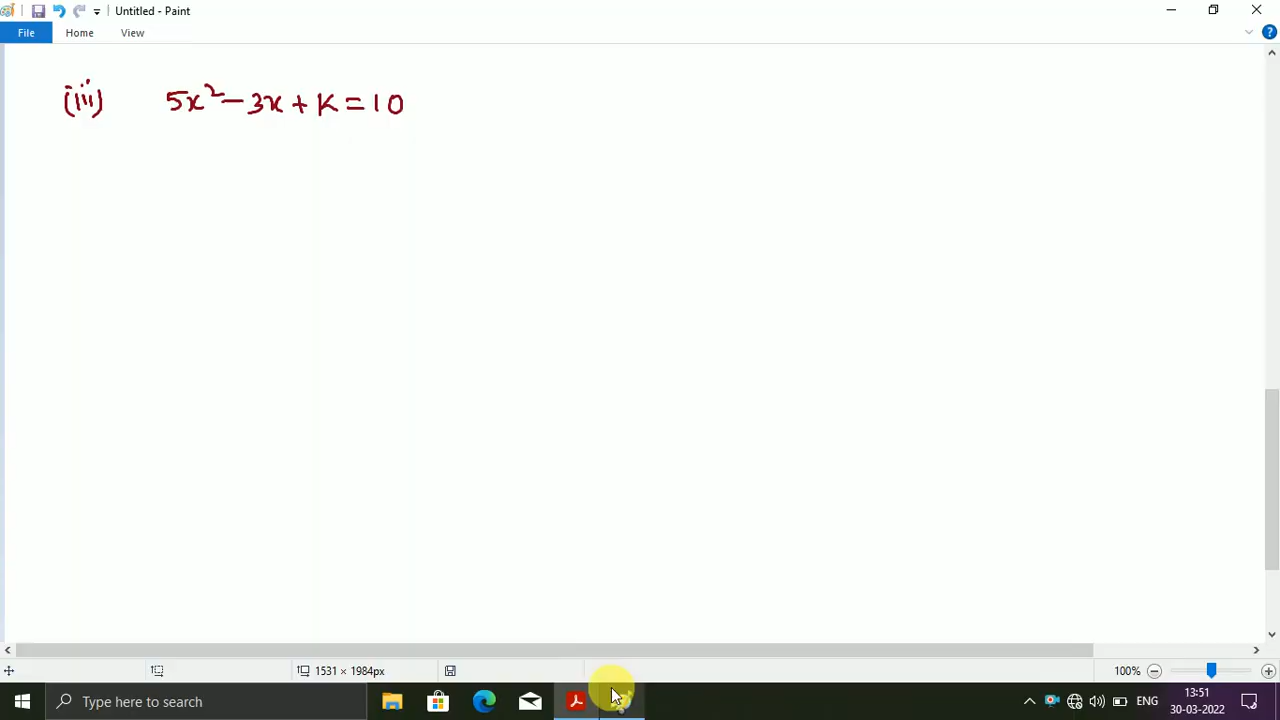 Untitled - Paint
File Home View
(iii) 5x² - 3x + K = 10
1531 × 1984px
100%
Type here to search
ENG
13:51
30-03-2022